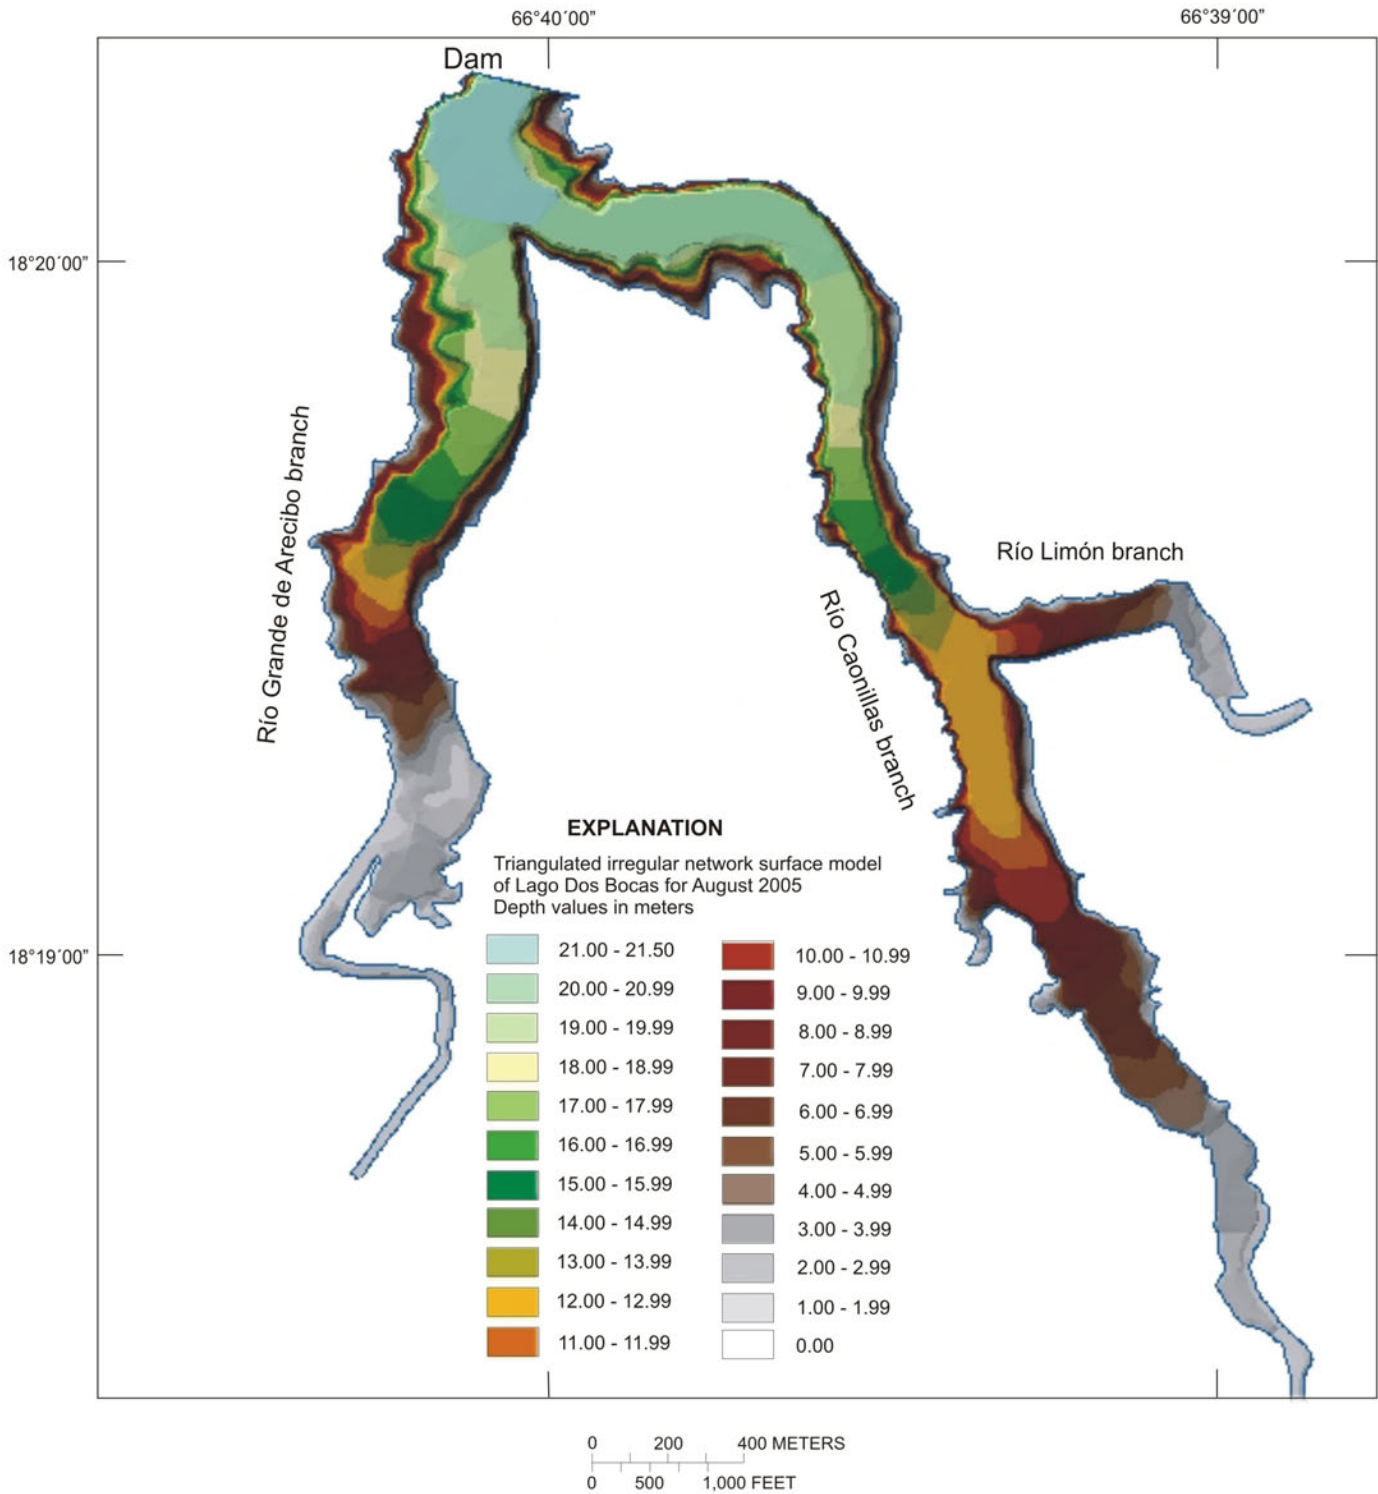 66°40´00”
66°39´00”
Dam
18°20´00”
Río Grande de Arecibo branch
Río Limón branch
Río Caonillas branch
18°19´00”
EXPLANATION
Triangulated irregular network surface model
of Lago Dos Bocas for August 2005
Depth values in meters
21.00 - 21.50
20.00 - 20.99
19.00 - 19.99
18.00 - 18.99
17.00 - 17.99
16.00 - 16.99
15.00 - 15.99
14.00 - 14.99
13.00 - 13.99
12.00 - 12.99
11.00 - 11.99
10.00 - 10.99
9.00 - 9.99
8.00 - 8.99
7.00 - 7.99
6.00 - 6.99
5.00 - 5.99
4.00 - 4.99
3.00 - 3.99
2.00 - 2.99
1.00 - 1.99
0.00
0 200 400 METERS
0 500 1,000 FEET